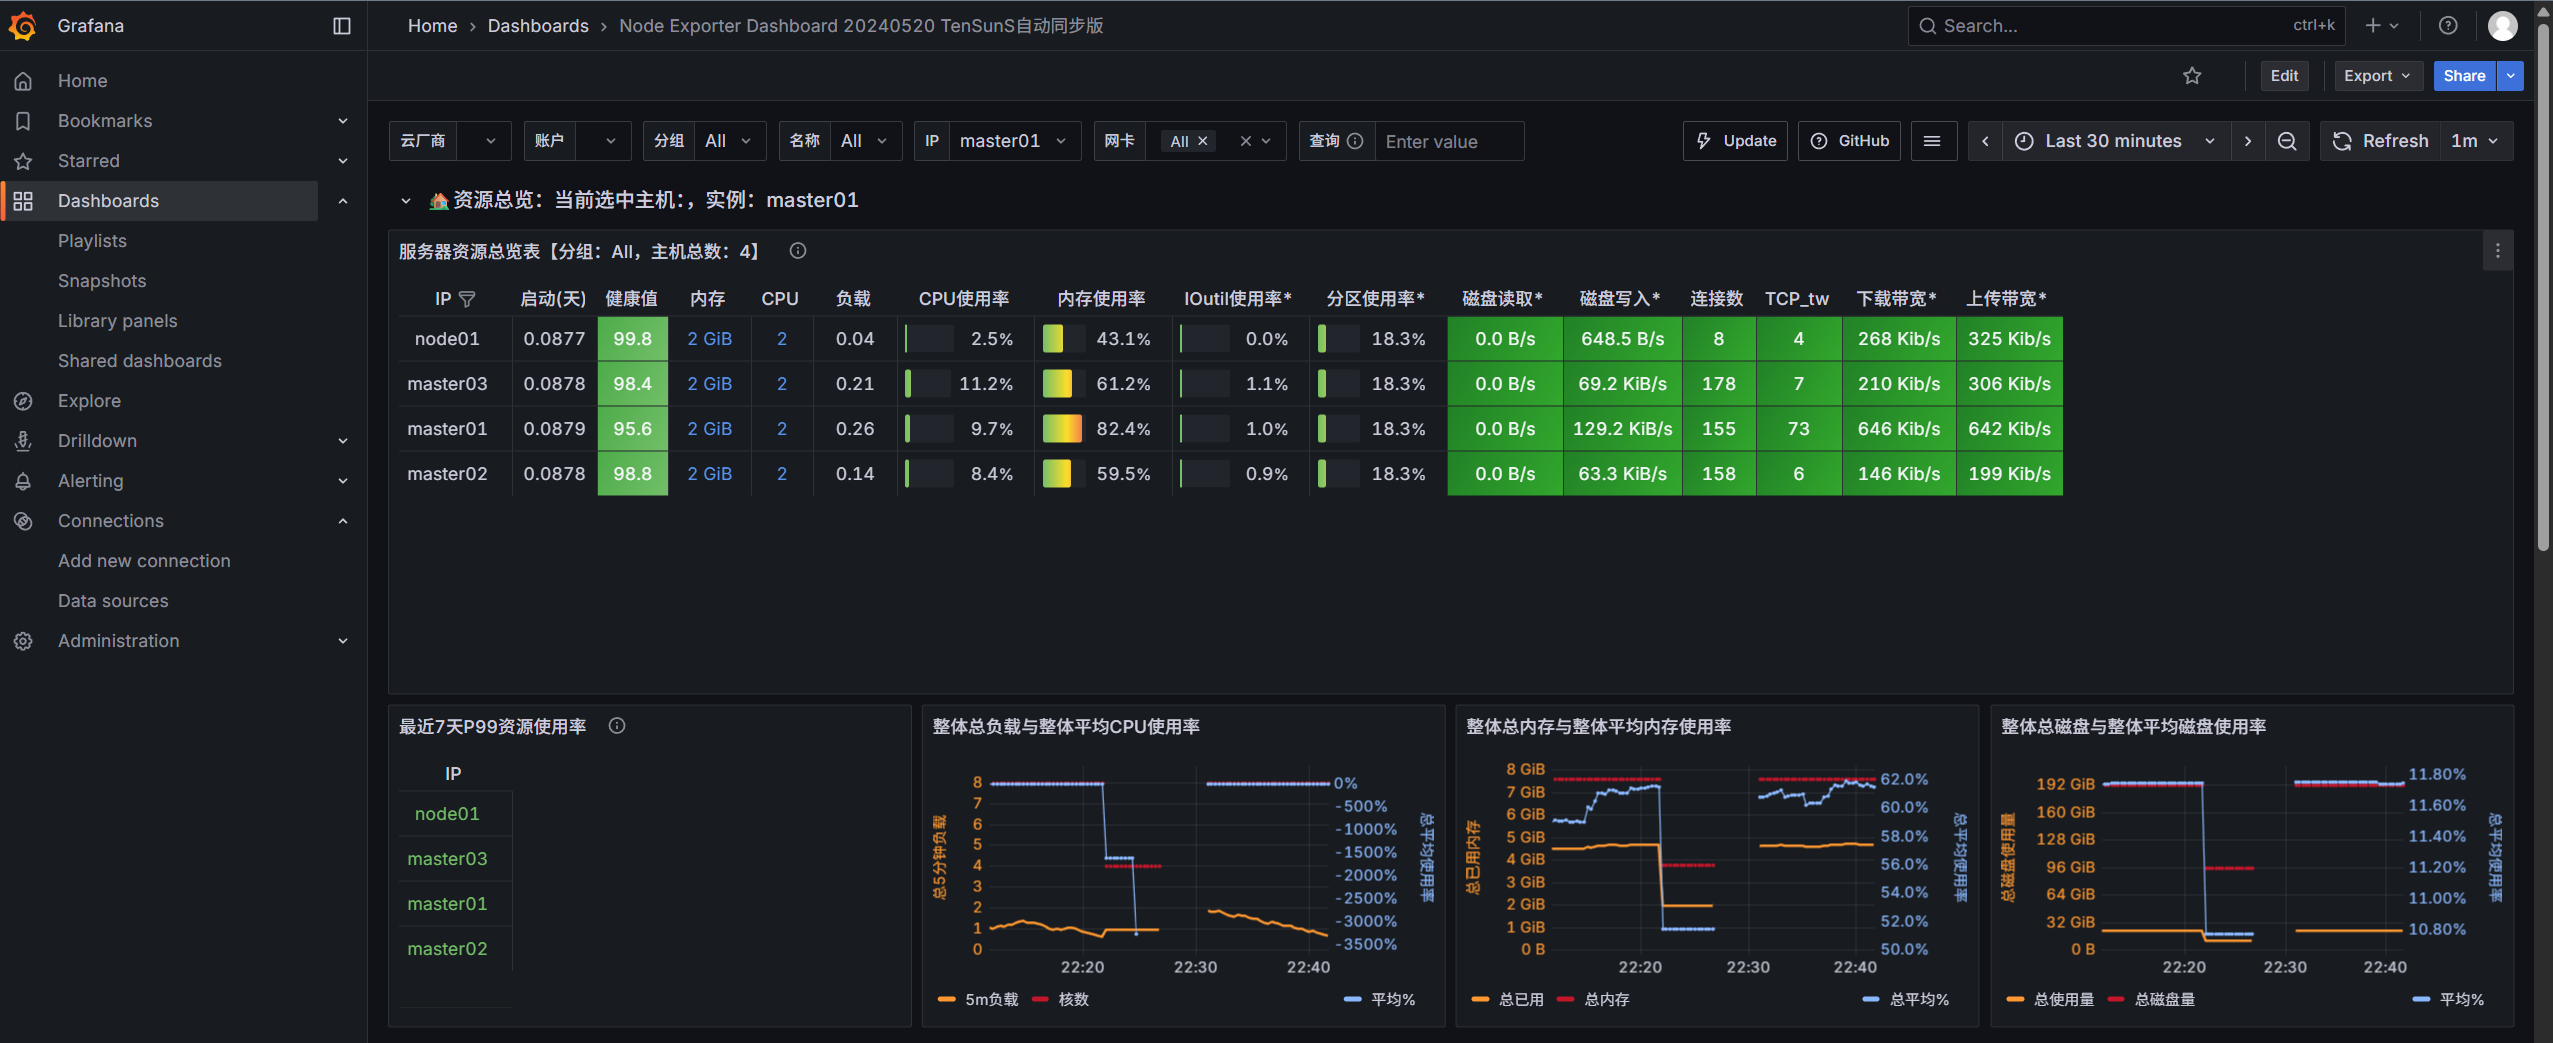 Grafana
Home › Dashboards › Node Exporter Dashboard 20240520 TenSunS自动同步版
Search... ctrl+k
Edit Export Share
Home
Bookmarks
Starred
Dashboards
Playlists
Snapshots
Library panels
Shared dashboards
Explore
Drilldown
Alerting
Connections
Add new connection
Data sources
Administration
云厂商 账户 分组 All 名称 All IP master01 网卡 All 查询 Enter value Update GitHub Last 30 minutes Refresh 1m
资源总览：当前选中主机：，实例：master01
服务器资源总览表【分组：All，主机总数：4】
IP 启动(天) 健康值 内存 CPU 负载 CPU使用率 内存使用率 IOutil使用率* 分区使用率* 磁盘读取* 磁盘写入* 连接数 TCP_tw 下载带宽* 上传带宽*
node01 0.0877 99.8 2 GiB 2 0.04 2.5% 43.1% 0.0% 18.3% 0.0 B/s 648.5 B/s 8 4 268 Kib/s 325 Kib/s
master03 0.0878 98.4 2 GiB 2 0.21 11.2% 61.2% 1.1% 18.3% 0.0 B/s 69.2 KiB/s 178 7 210 Kib/s 306 Kib/s
master01 0.0879 95.6 2 GiB 2 0.26 9.7% 82.4% 1.0% 18.3% 0.0 B/s 129.2 KiB/s 155 73 646 Kib/s 642 Kib/s
master02 0.0878 98.8 2 GiB 2 0.14 8.4% 59.5% 0.9% 18.3% 0.0 B/s 63.3 KiB/s 158 6 146 Kib/s 199 Kib/s
最近7天P99资源使用率
IP
node01
master03
master01
master02
整体总负载与整体平均CPU使用率
总5分钟负载
8
7
6
5
4
3
2
1
0
0%
-500%
-1000%
-1500%
-2000%
-2500%
-3000%
-3500%
总平均使用率
22:20 22:30 22:40
5m负载 核数 平均%
整体总内存与整体平均内存使用率
总已用内存
8 GiB
7 GiB
6 GiB
5 GiB
4 GiB
3 GiB
2 GiB
1 GiB
0 B
62.0%
60.0%
58.0%
56.0%
54.0%
52.0%
50.0%
总平均使用率
22:20 22:30 22:40
总已用 总内存 总平均%
整体总磁盘与整体平均磁盘使用率
总磁盘使用量
192 GiB
160 GiB
128 GiB
96 GiB
64 GiB
32 GiB
0 B
11.80%
11.60%
11.40%
11.20%
11.00%
10.80%
总平均使用率
22:20 22:30 22:40
总使用量 总磁盘量 平均%